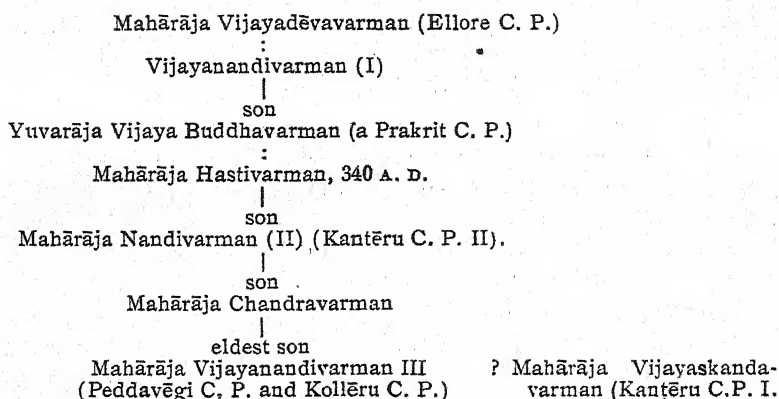 Mahārāja Vijayadēvavarman (Ellore C. P.)
:
Vijayanandivarman (I)
|
son
Yuvarāja Vijaya Buddhavarman (a Prakrit C. P.)
:
Mahārāja Hastivarman, 340 A. D.
|
son
Mahārāja Nandivarman (II) (Kantēru C. P. II).
|
son
Mahārāja Chandravarman
|
eldest son
Mahārāja Vijayanandivarman III ? Mahārāja Vijayaskanda-
(Peddavēgi C, P. and Kollēru C. P.) varman (Kanṭēru C.P. I.